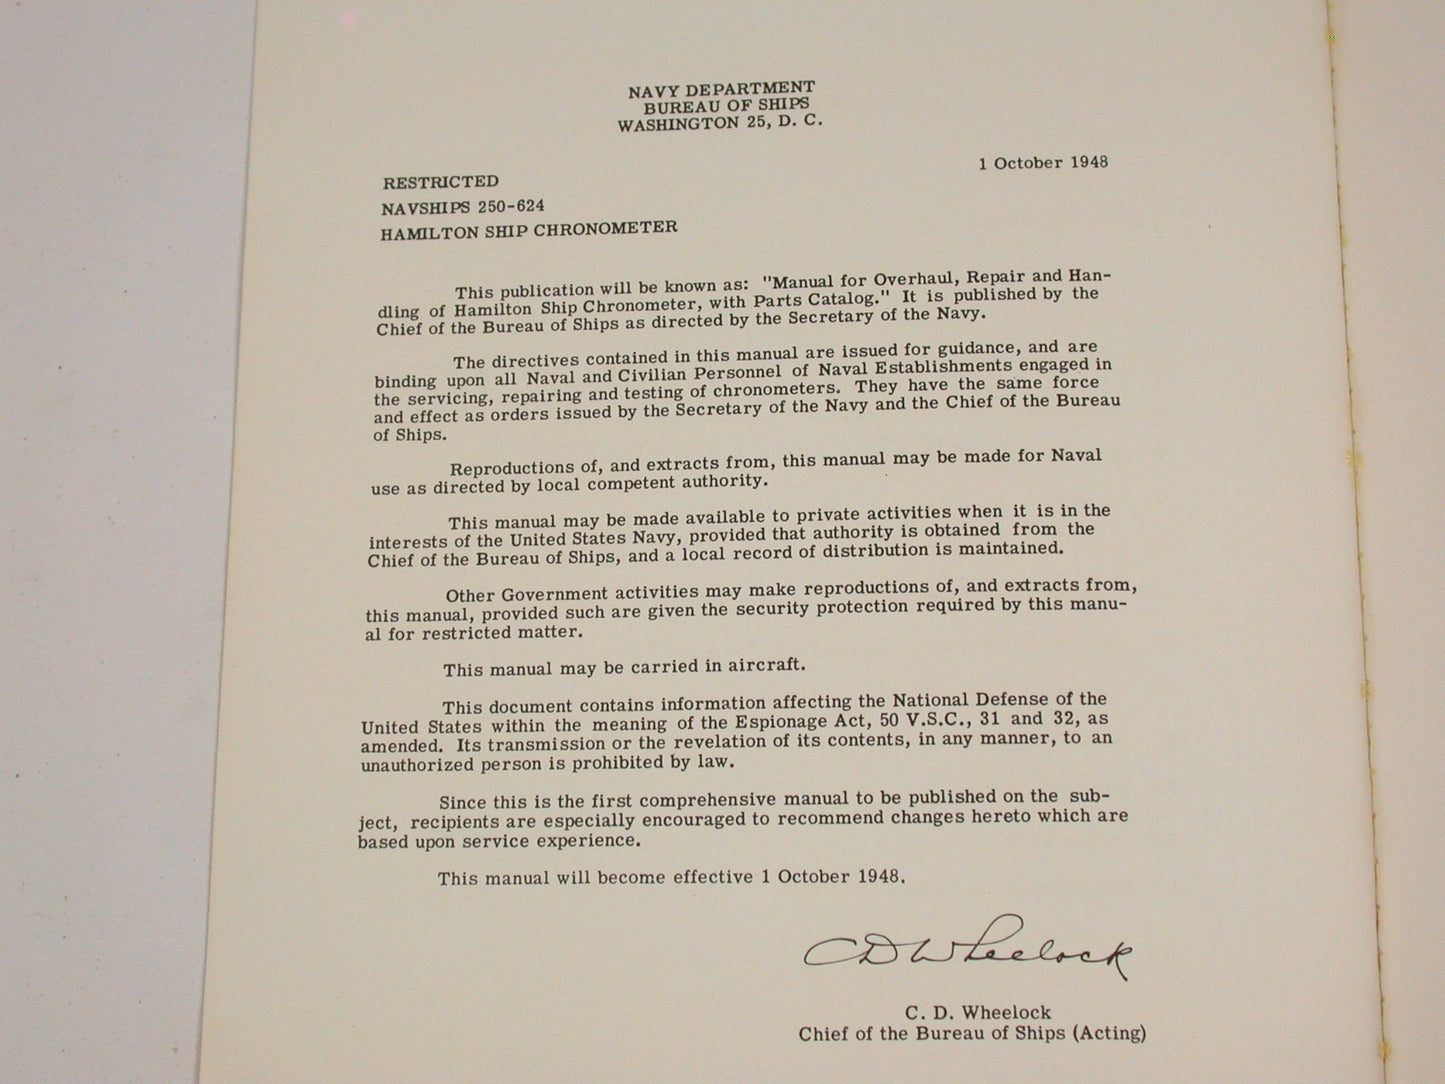 NAVY DEPARTMENT
BUREAU OF SHIPS
WASHINGTON 25, D. C.
1 October 1948
RESTRICTED
NAVSHIPS 250-624
HAMILTON SHIP CHRONOMETER
This publication will be known as: "Manual for Overhaul, Repair and Han-
dling of Hamilton Ship Chronometer, with Parts Catalog." It is published by the
Chief of the Bureau of Ships as directed by the Secretary of the Navy.
The directives contained in this manual are issued for guidance, and are
binding upon all Naval and Civilian Personnel of Naval Establishments engaged in
the servicing, repairing and testing of chronometers. They have the same force
and effect as orders issued by the Secretary of the Navy and the Chief of the Bureau
of Ships.
Reproductions of, and extracts from, this manual may be made for Naval
use as directed by local competent authority.
This manual may be made available to private activities when it is in the
interests of the United States Navy, provided that authority is obtained from the
Chief of the Bureau of Ships, and a local record of distribution is maintained.
Other Government activities may make reproductions of, and extracts from,
this manual, provided such are given the security protection required by this manu-
al for restricted matter.
This manual may be carried in aircraft.
This document contains information affecting the National Defense of the
United States within the meaning of the Espionage Act, 50 V.S.C., 31 and 32, as
amended. Its transmission or the revelation of its contents, in any manner, to an
unauthorized person is prohibited by law.
Since this is the first comprehensive manual to be published on the sub-
ject, recipients are especially encouraged to recommend changes hereto which are
based upon service experience.
This manual will become effective 1 October 1948.
C D Wheelock
C. D. Wheelock
Chief of the Bureau of Ships (Acting)